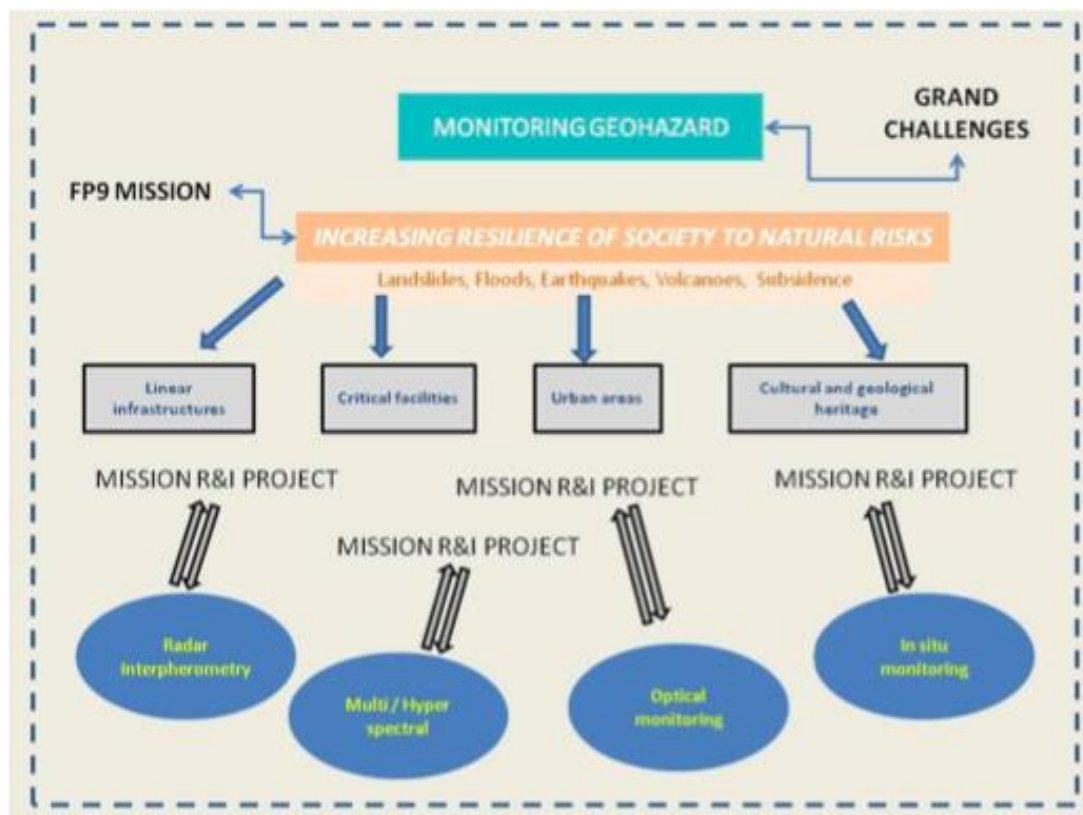 GRAND
CHALLENGES
MONITORING GEOHAZARD
FP9 MISSION
INCREASING RESILIENCE OF SOCIETY TO NATURAL RISKS
Landslides, Floods, Earthquakes, Volcanoes, Subsidence
Linear
infrastructures
Critical facilities
Urban areas
Cultural and geological
heritage
MISSION R&I PROJECT
MISSION R&I PROJECT
MISSION R&I PROJECT
MISSION R&I PROJECT
Radar
Interpherometry
Multi / Hyper
spectral
Optical
monitoring
In situ
monitoring